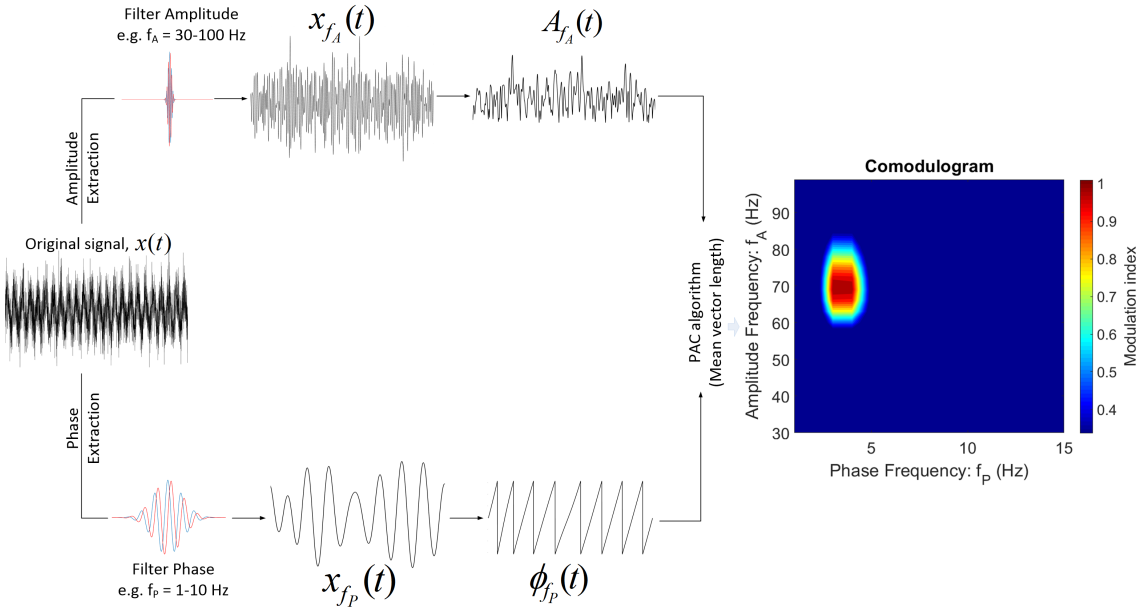 Filter Amplitude
e.g. f_A = 30-100 Hz
x_{f_A}(t)
A_{f_A}(t)
Amplitude
Extraction
Original signal, x(t)
Phase
Extraction
Filter Phase
e.g. f_P = 1-10 Hz
x_{f_P}(t)
ϕ_{f_P}(t)
PAC algorithm
(Mean vector length)
Comodulogram
Amplitude Frequency: f_A (Hz)
90
80
70
60
50
40
30
5
10
15
Phase Frequency: f_P (Hz)
1
0.9
0.8
0.7
0.6
0.5
0.4
Modulation index